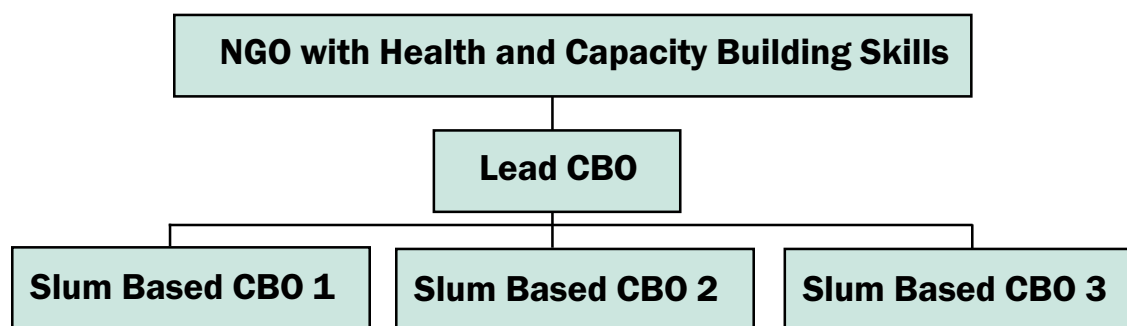 NGO with Health and Capacity Building Skills
Lead CBO
Slum Based CBO 1
Slum Based CBO 2
Slum Based CBO 3